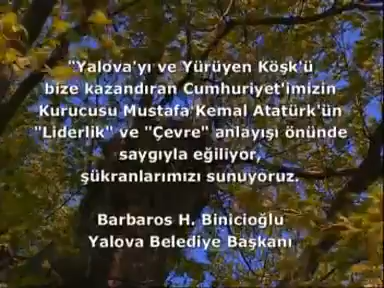 "Yalova'yı ve Yürüyen Köşk'ü
bize kazandıran Cumhuriyet'imizin
Kurucusu Mustafa Kemal Atatürk'ün
"Liderlik" ve "Çevre" anlayışı önünde
saygıyla eğiliyor,
şükranlarımızı sunuyoruz.
Barbaros H. Binicioğlu
Yalova Belediye Başkanı